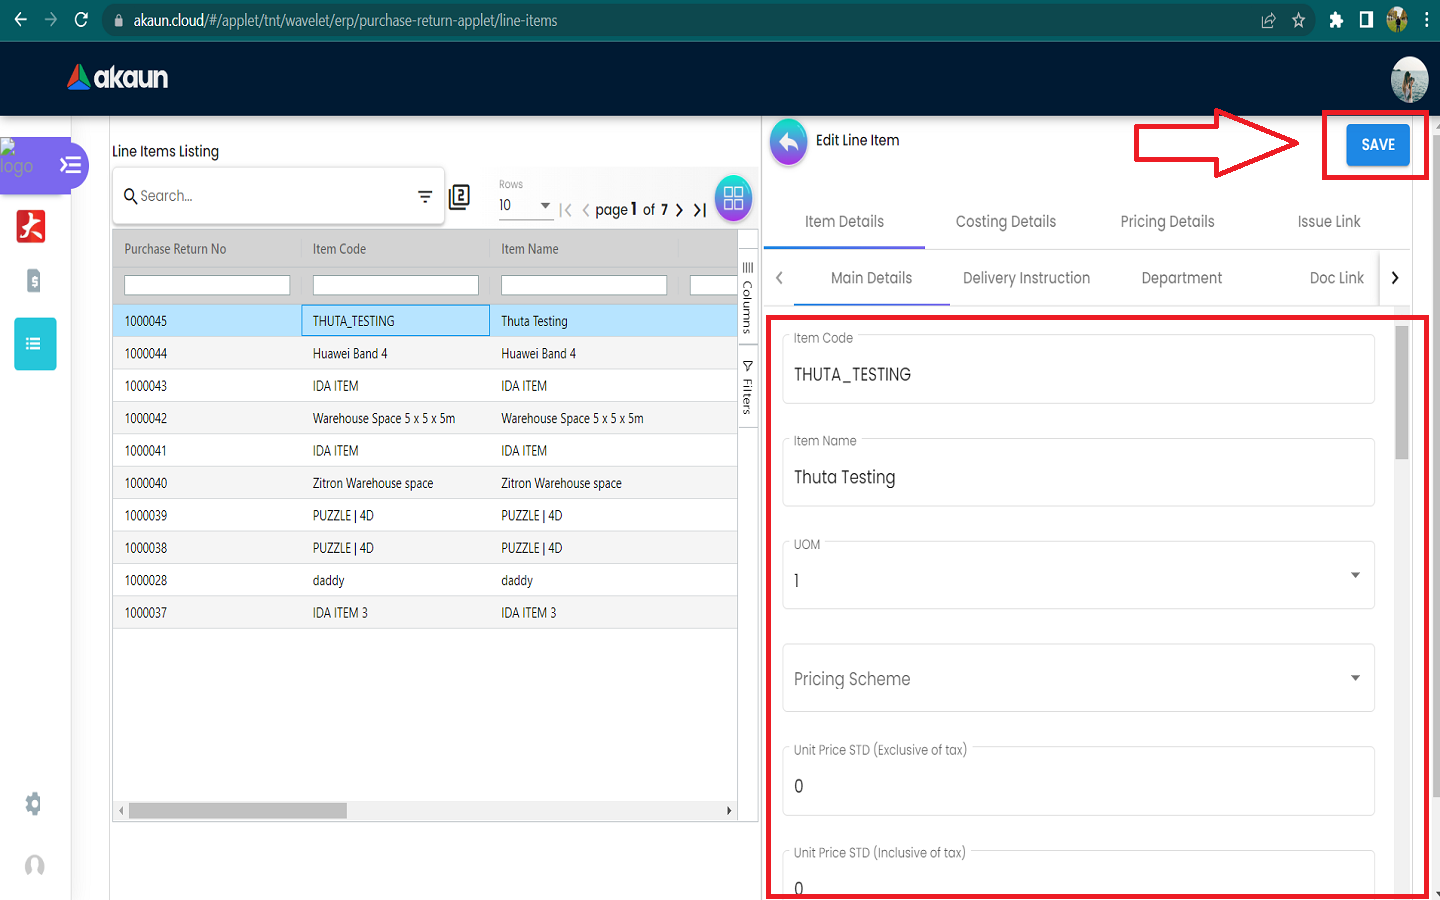 akaun.cloud/#/applet/tnt/wavelet/erp/purchase-return-applet/line-items
akaun
logo
Line Items Listing
Search...
Rows
10
page 1 of 7
Purchase Return No Item Code Item Name
1000045 THUTA_TESTING Thuta Testing
1000044 Huawei Band 4 Huawei Band 4
1000043 IDA ITEM IDA ITEM
1000042 Warehouse Space 5 x 5 x 5m Warehouse Space 5 x 5 x 5m
1000041 IDA ITEM IDA ITEM
1000040 Zitron Warehouse space Zitron Warehouse space
1000039 PUZZLE | 4D PUZZLE | 4D
1000038 PUZZLE | 4D PUZZLE | 4D
1000028 daddy daddy
1000037 IDA ITEM 3 IDA ITEM 3
Columns
Filters
Edit Line Item
SAVE
Item Details Costing Details Pricing Details Issue Link
Main Details Delivery Instruction Department Doc Link
Item Code
THUTA_TESTING
Item Name
Thuta Testing
UOM
1
Pricing Scheme
Unit Price STD (Exclusive of tax)
0
Unit Price STD (Inclusive of tax)
0